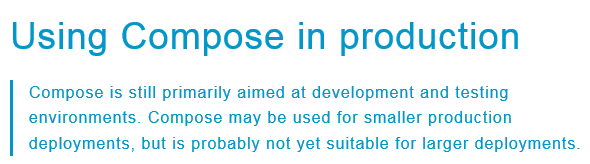 Using Compose in production
Compose is still primarily aimed at development and testing
environments. Compose may be used for smaller production
deployments, but is probably not yet suitable for larger deployments.